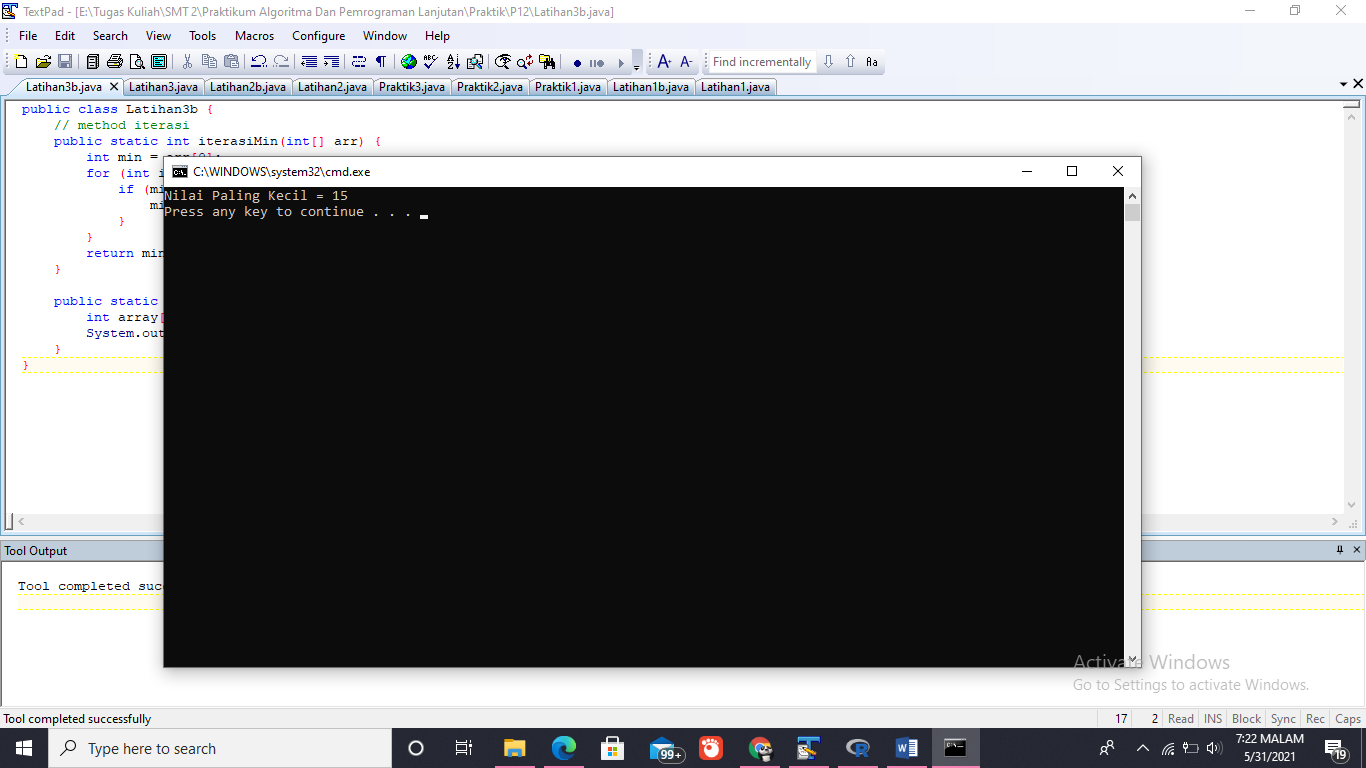 TextPad - [E:\Tugas Kuliah\SMT 2\Praktikum Algoritma Dan Pemrograman Lanjutan\Praktik\P12\Latihan3b.java]
File Edit Search View Tools Macros Configure Window Help
Find incrementally Aa
Latihan3b.java Latihan3.java Latihan2b.java Latihan2.java Praktik3.java Praktik2.java Praktik1.java Latihan1b.java Latihan1.java
public class Latihan3b {
// method iterasi
public static int iterasiMin(int[] arr) {
int min = arr[0];
for (int i
if (mi
mi
}
}
return min
}
public static
int array[
System.out
}
}
C:\WINDOWS\system32\cmd.exe
Nilai Paling Kecil = 15
Press any key to continue . . .
Tool Output
Tool completed succ
Activate Windows
Go to Settings to activate Windows.
Tool completed successfully
17 2 Read INS Block Sync Rec Caps
Type here to search
99+
7:22 MALAM
5/31/2021
19